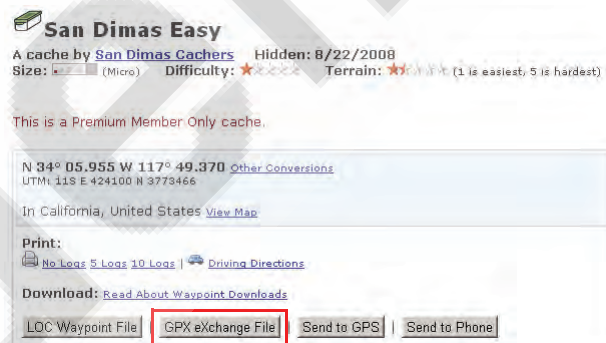 San Dimas Easy
A cache by San Dimas Cachers Hidden: 8/22/2008
Size: (Micro) Difficulty: Terrain: (1 is easiest, 5 is hardest)
This is a Premium Member Only cache.
N 34° 05.955 W 117° 49.370 Other Conversions
UTM: 11S E 424100 N 3773466
In California, United States View Map
Print:
No Logs 5 Logs 10 Logs | Driving Directions
Download: Read About Waypoint Downloads
LOC Waypoint File | GPX eXchange File | Send to GPS | Send to Phone